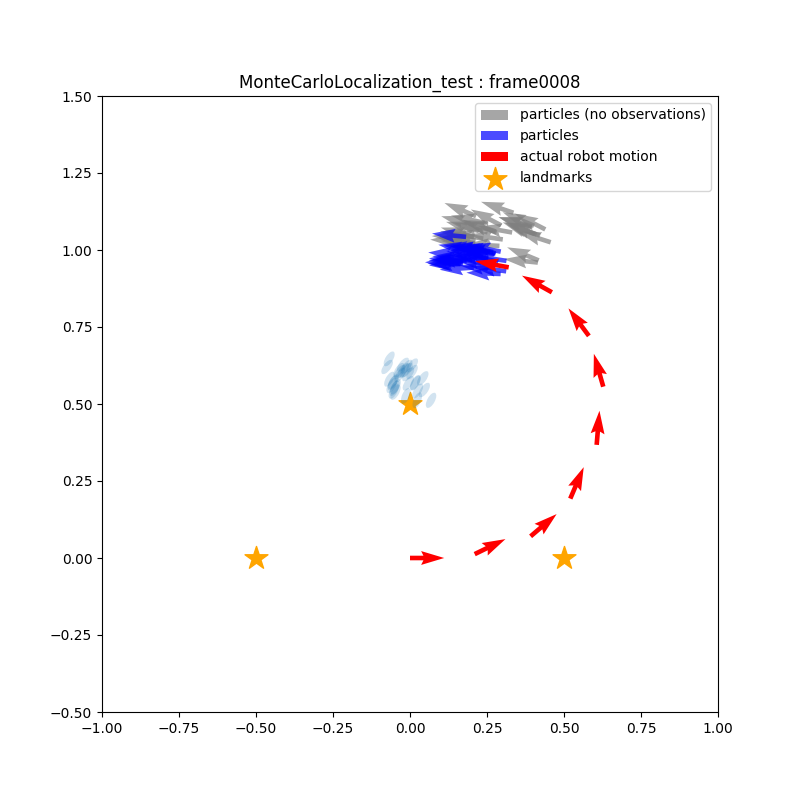 MonteCarloLocalization_test : frame0008
particles (no observations)
particles
actual robot motion
landmarks
1.50
1.25
1.00
0.75
0.50
0.25
0.00
−0.25
−0.50
−1.00 −0.75 −0.50 −0.25 0.00 0.25 0.50 0.75 1.00